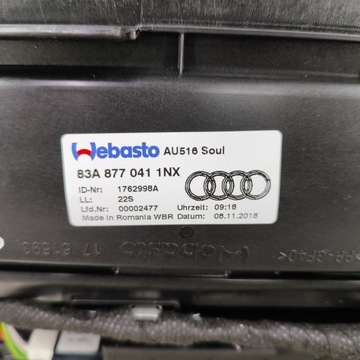 Webasto AU516 Soul
83A 877 041 1NX
ID-Nr: 1762998A
LL: 22S
Lfd.Nr: 00002477 Uhrzeit: 09:18
Made in Romania WBR Datum: 08.11.2018
Webasto